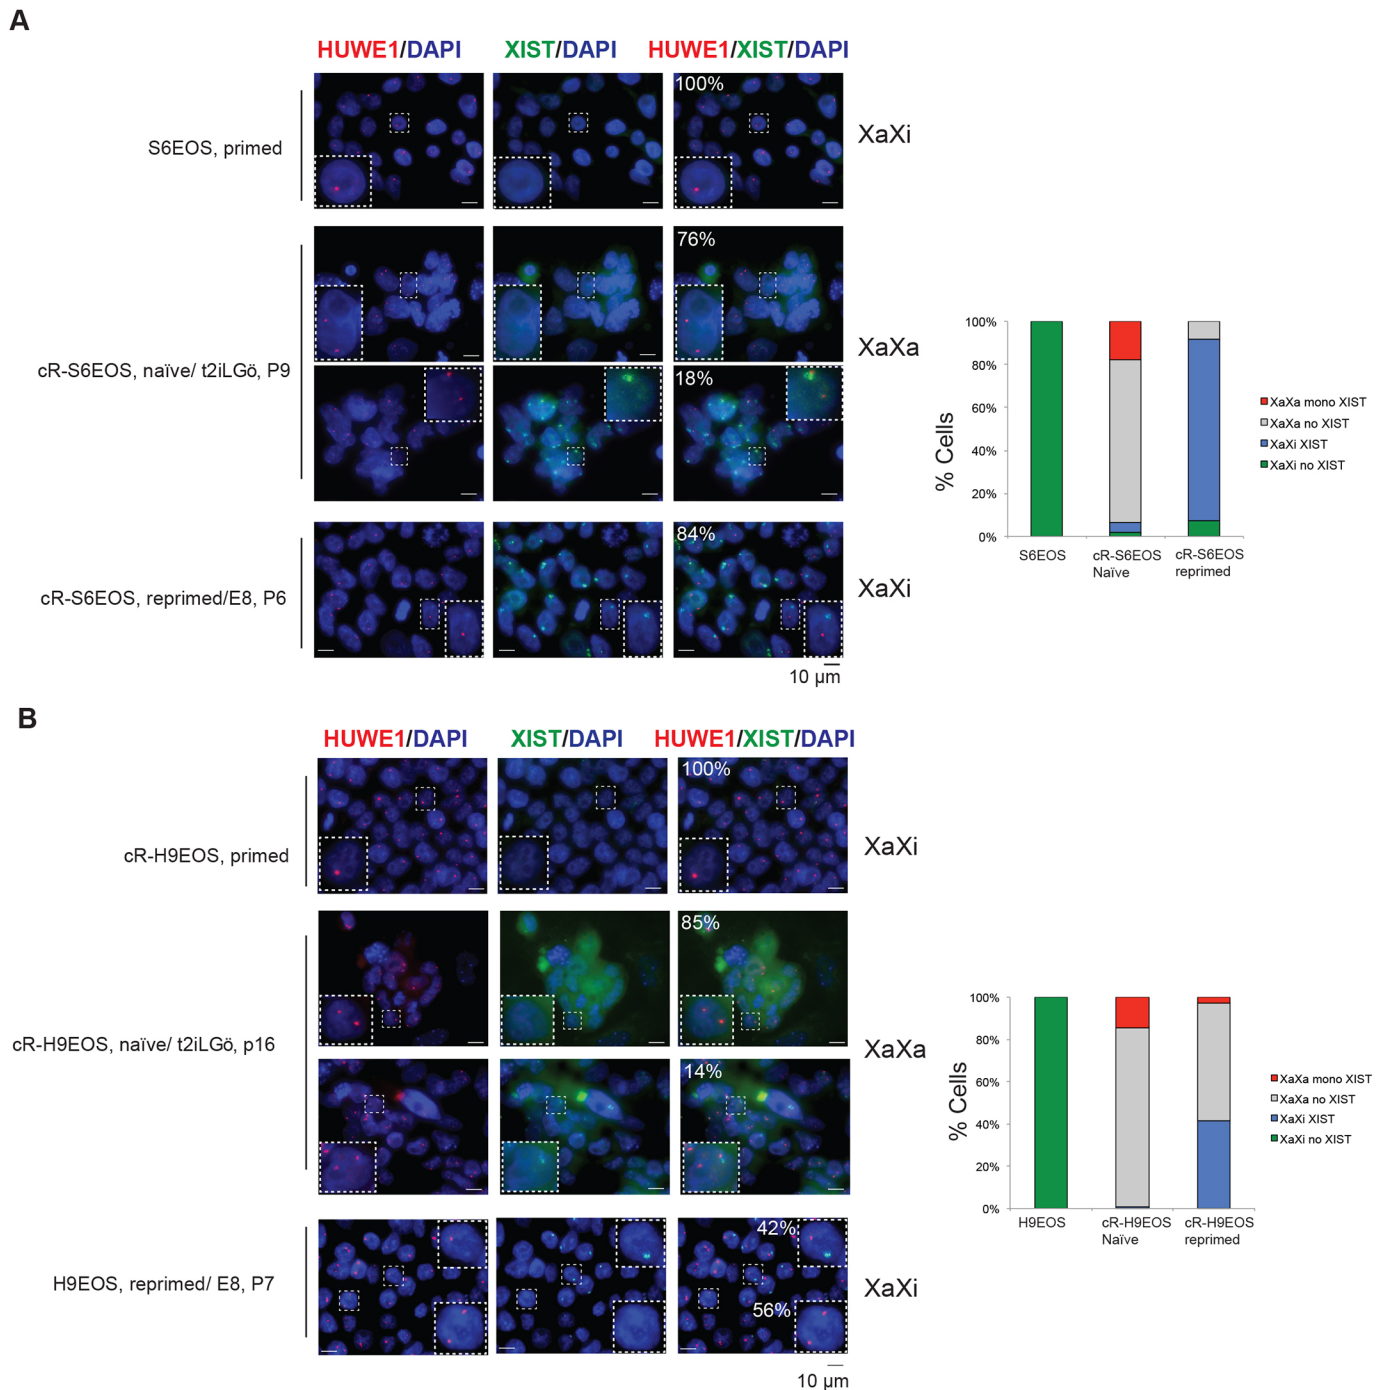 A
HUWE1/DAPI
XIST/DAPI
HUWE1/XIST/DAPI
S6EOS, primed
100%
XaXi
cR-S6EOS, naïve/ t2iLGö, P9
76%
18%
XaXa
cR-S6EOS, reprimed/E8, P6
84%
XaXi
10 µm
% Cells
100%
80%
60%
40%
20%
0%
S6EOS
cR-S6EOS
Naïve
cR-S6EOS
reprimed
XaXa mono XIST
XaXa no XIST
XaXi XIST
XaXi no XIST
B
HUWE1/DAPI
XIST/DAPI
HUWE1/XIST/DAPI
cR-H9EOS, primed
100%
XaXi
cR-H9EOS, naïve/ t2iLGö, p16
85%
14%
XaXa
H9EOS, reprimed/ E8, P7
42%
56%
XaXi
10 µm
% Cells
100%
80%
60%
40%
20%
0%
H9EOS
cR-H9EOS
Naïve
cR-H9EOS
reprimed
XaXa mono XIST
XaXa no XIST
XaXi XIST
XaXi no XIST